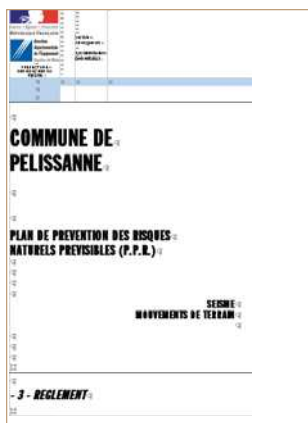 COMMUNE DE
PELISSANNE
PLAN DE PREVENTION DES RISQUES
NATURELS PREVISIBLES (P.P.R.)
SEISME
MOUVEMENTS DE TERRAIN
- 3 - REGLEMENT